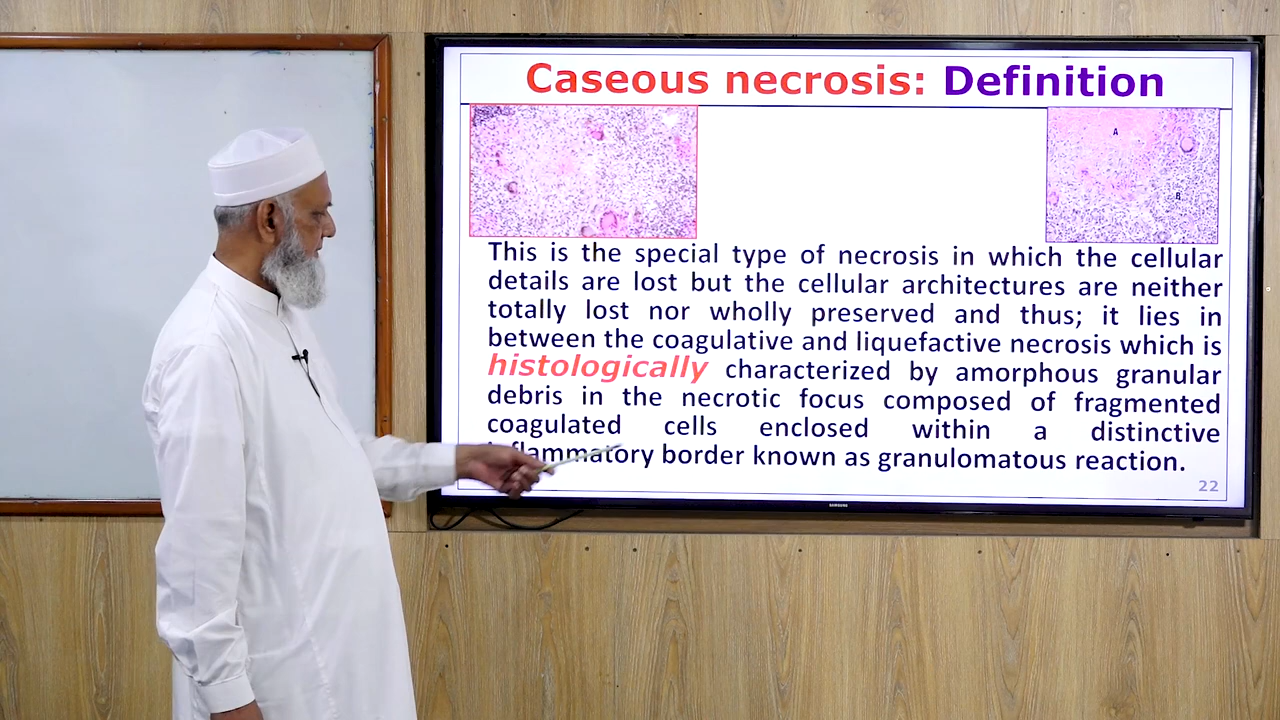 Caseous necrosis: Definition
A
B
This is the special type of necrosis in which the cellular
details are lost but the cellular architectures are neither
totally lost nor wholly preserved and thus; it lies in
between the coagulative and liquefactive necrosis which is
histologically characterized by amorphous granular
debris in the necrotic focus composed of fragmented
coagulated cells enclosed within a distinctive
inflammatory border known as granulomatous reaction.
22
SAMSUNG